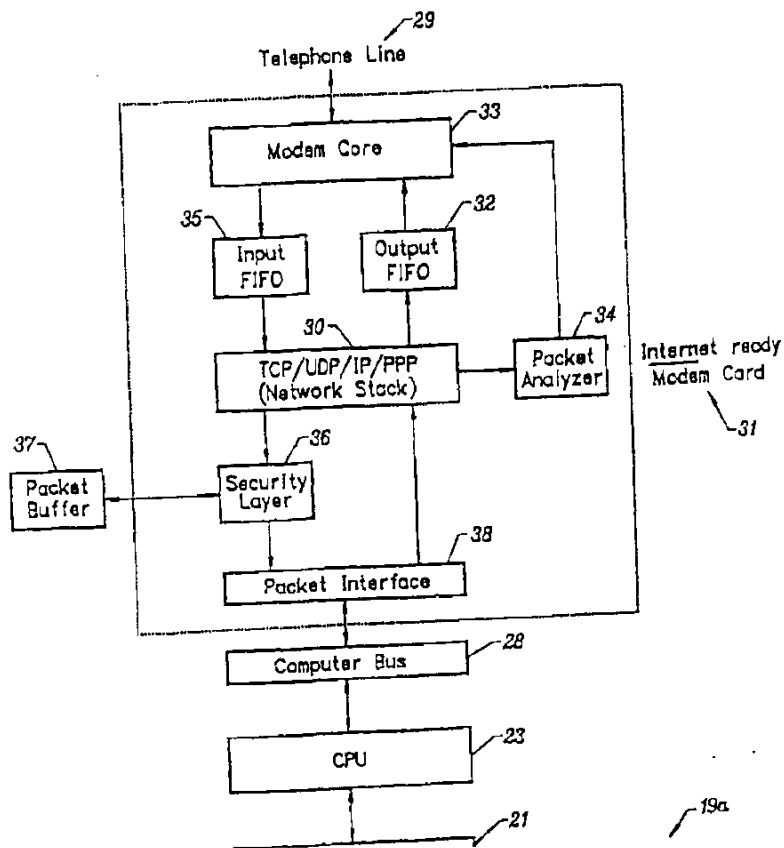 29
Telephone Line
33
Modem Core
35
Input
FIFO
32
Output
FIFO
30
TCP/UDP/IP/PPP
(Network Stack)
34
Packet
Analyzer
Internet ready
Modem Card
31
37
Packet
Buffer
36
Security
Layer
38
Packet Interface
28
Computer Bus
23
CPU
19a
21